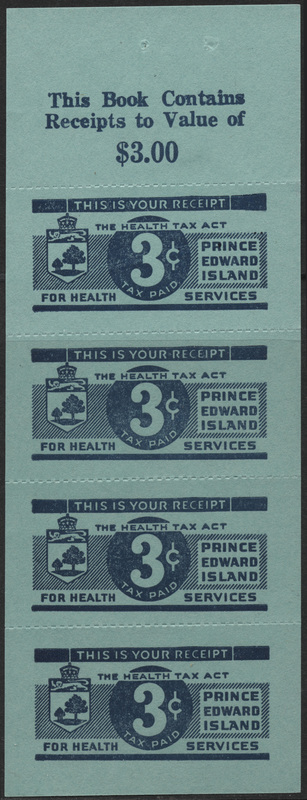 This Book Contains
Receipts to Value of
$3.00
THIS IS YOUR RECEIPT
THE HEALTH TAX ACT
3¢
TAX PAID
PRINCE
EDWARD
ISLAND
FOR HEALTH SERVICES
THIS IS YOUR RECEIPT
THE HEALTH TAX ACT
3¢
TAX PAID
PRINCE
EDWARD
ISLAND
FOR HEALTH SERVICES
THIS IS YOUR RECEIPT
THE HEALTH TAX ACT
3¢
TAX PAID
PRINCE
EDWARD
ISLAND
FOR HEALTH SERVICES
THIS IS YOUR RECEIPT
THE HEALTH TAX ACT
3¢
TAX PAID
PRINCE
EDWARD
ISLAND
FOR HEALTH SERVICES